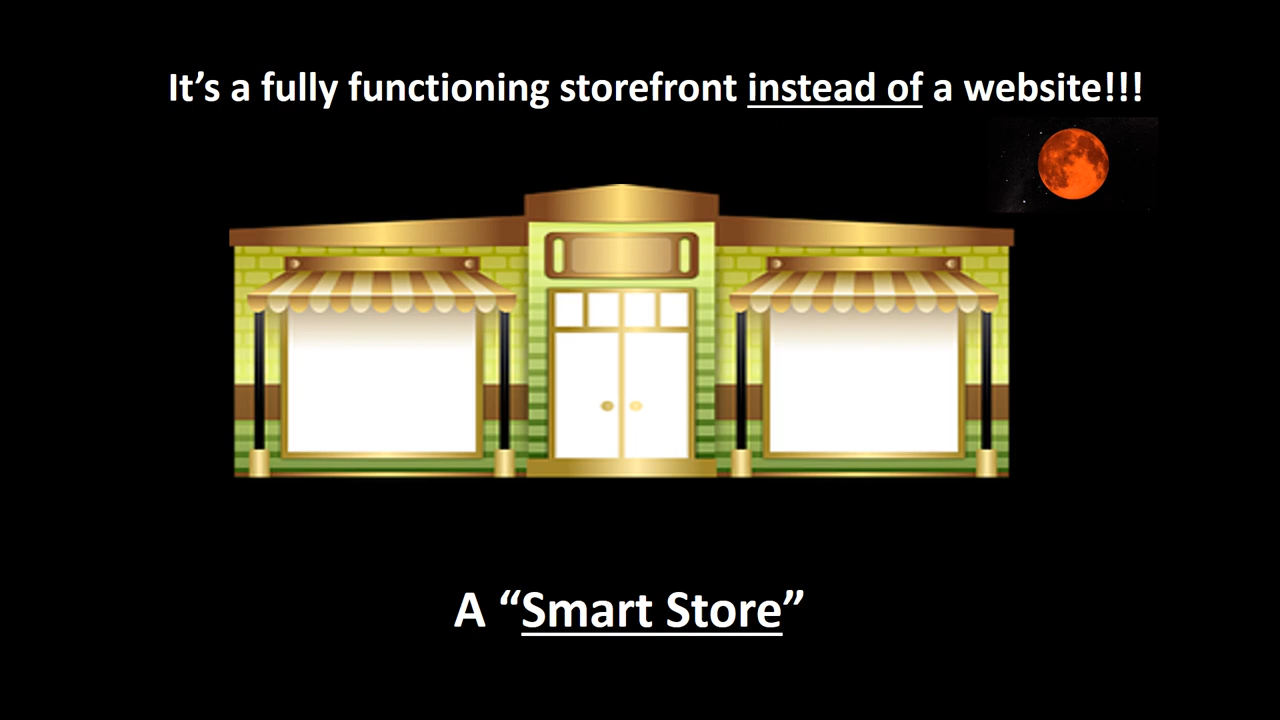 It’s a fully functioning storefront instead of a website!!!
A “Smart Store”